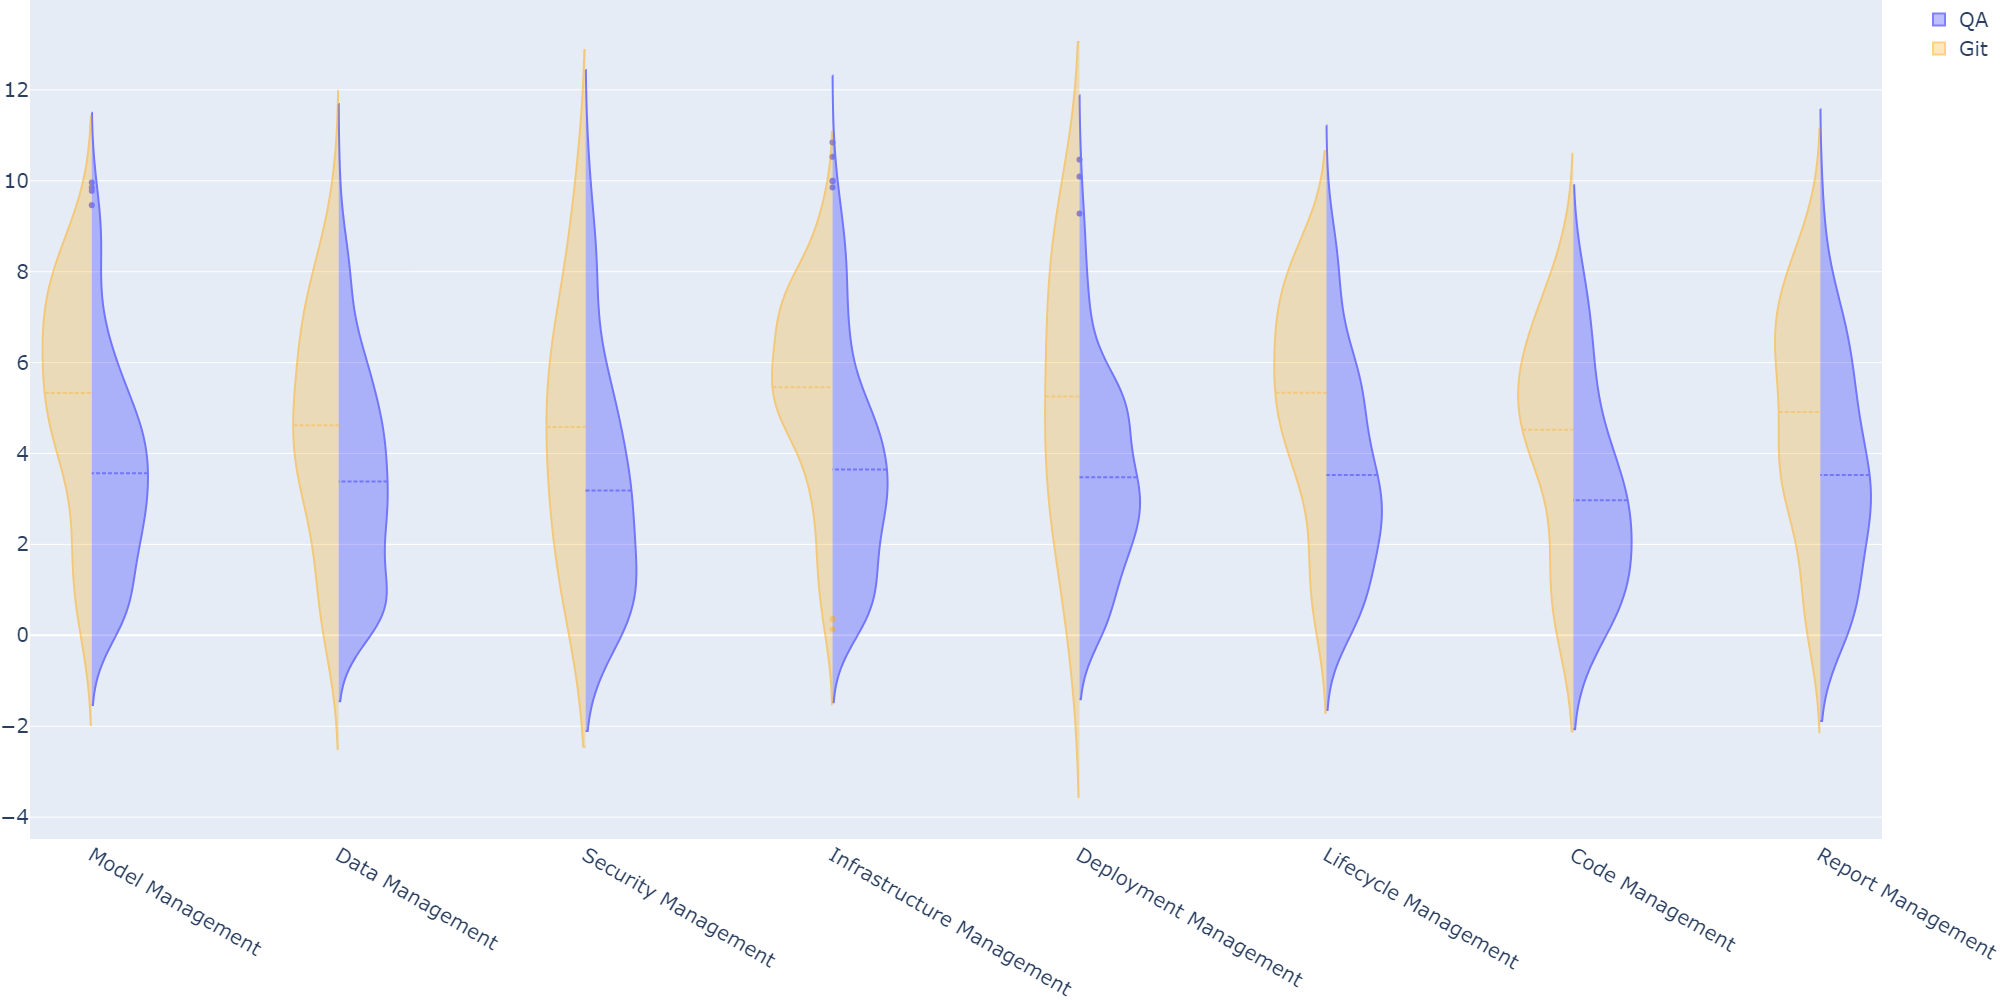 QA
Git
12
10
8
6
4
2
0
−2
−4
Model Management
Data Management
Security Management
Infrastructure Management
Deployment Management
Lifecycle Management
Code Management
Report Management